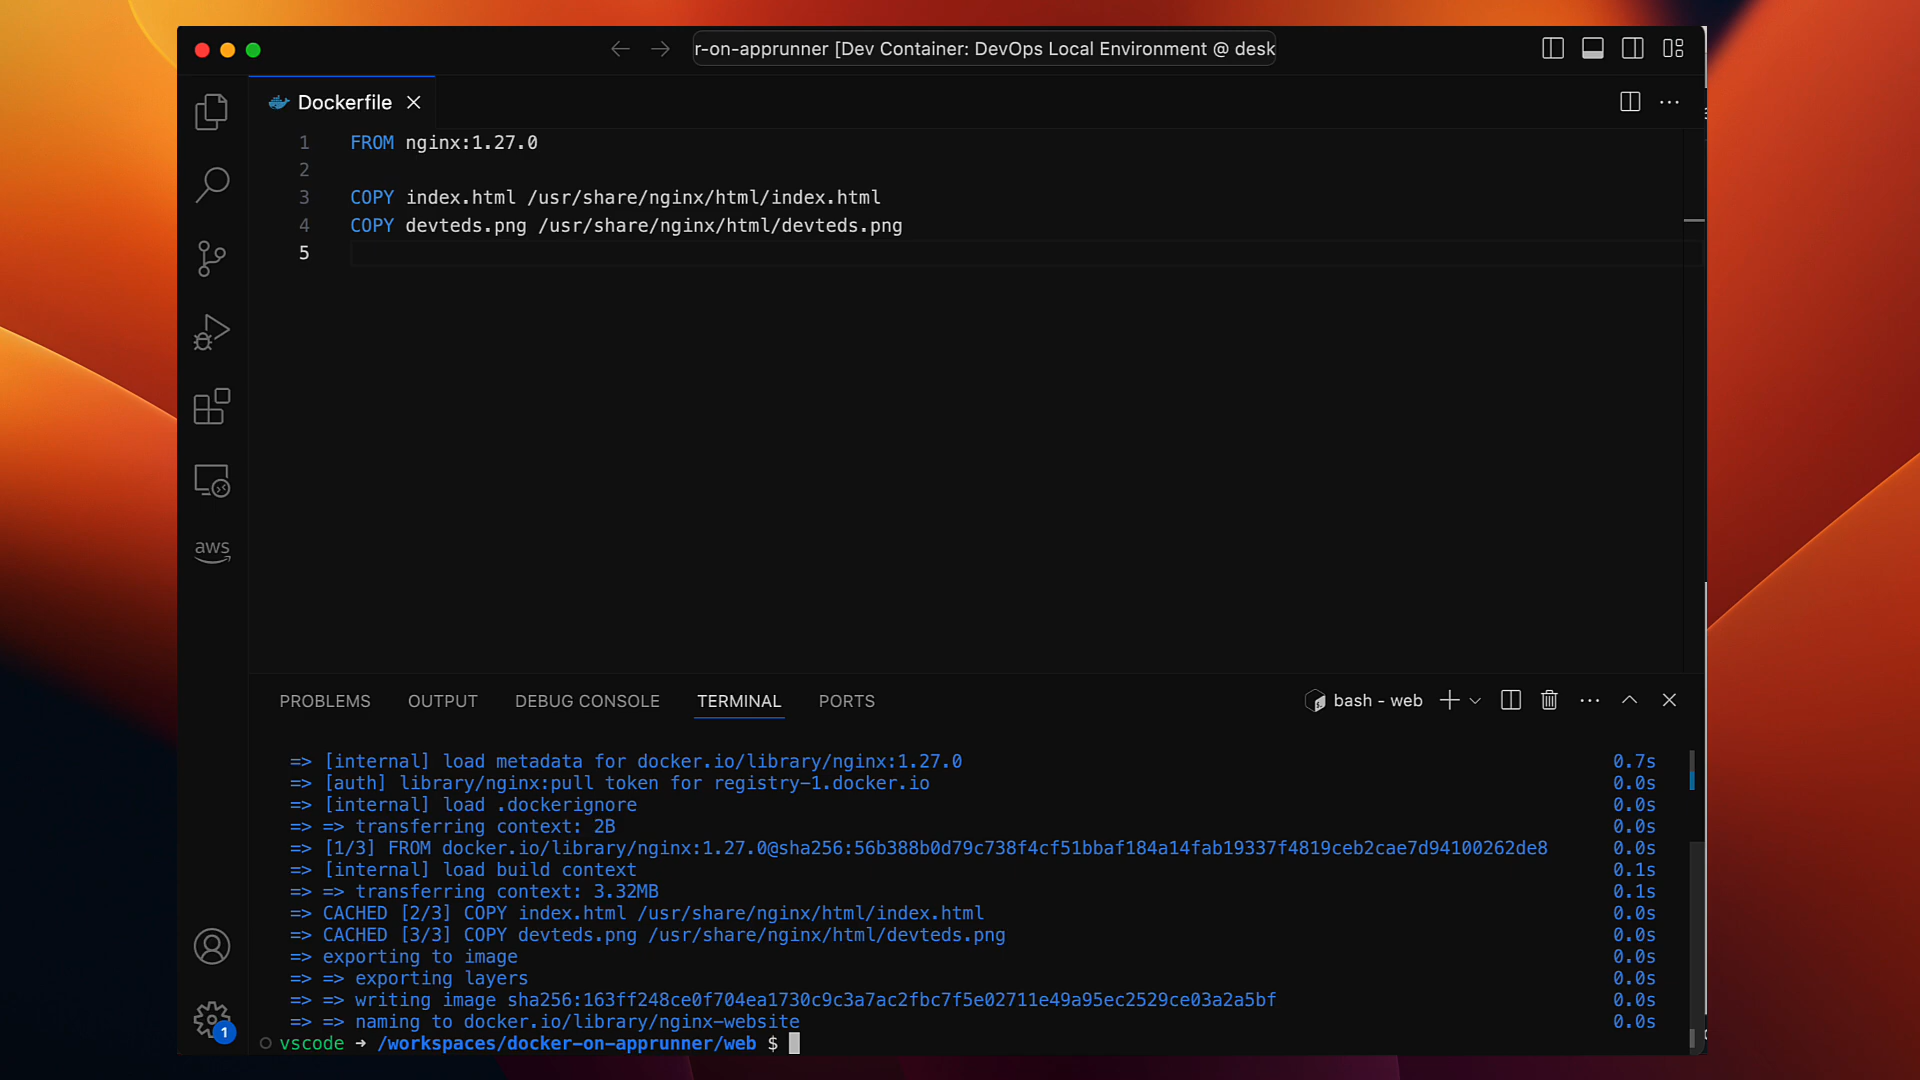 r-on-apprunner [Dev Container: DevOps Local Environment @ desk
Dockerfile
1 FROM nginx:1.27.0
2
3 COPY index.html /usr/share/nginx/html/index.html
4 COPY devteds.png /usr/share/nginx/html/devteds.png
5
aws
PROBLEMS OUTPUT DEBUG CONSOLE TERMINAL PORTS bash - web
=> [internal] load metadata for docker.io/library/nginx:1.27.0 0.7s
=> [auth] library/nginx:pull token for registry-1.docker.io 0.0s
=> [internal] load .dockerignore 0.0s
=> => transferring context: 2B 0.0s
=> [1/3] FROM docker.io/library/nginx:1.27.0@sha256:56b388b0d79c738f4cf51bbaf184a14fab19337f4819ceb2cae7d94100262de8 0.0s
=> [internal] load build context 0.1s
=> => transferring context: 3.32MB 0.1s
=> CACHED [2/3] COPY index.html /usr/share/nginx/html/index.html 0.0s
=> CACHED [3/3] COPY devteds.png /usr/share/nginx/html/devteds.png 0.0s
=> exporting to image 0.0s
=> => exporting layers 0.0s
=> => writing image sha256:163ff248ce0f704ea1730c9c3a7ac2fbc7f5e02711e49a95ec2529ce03a2a5bf 0.0s
=> => naming to docker.io/library/nginx-website 0.0s
vscode ➜ /workspaces/docker-on-apprunner/web $
1